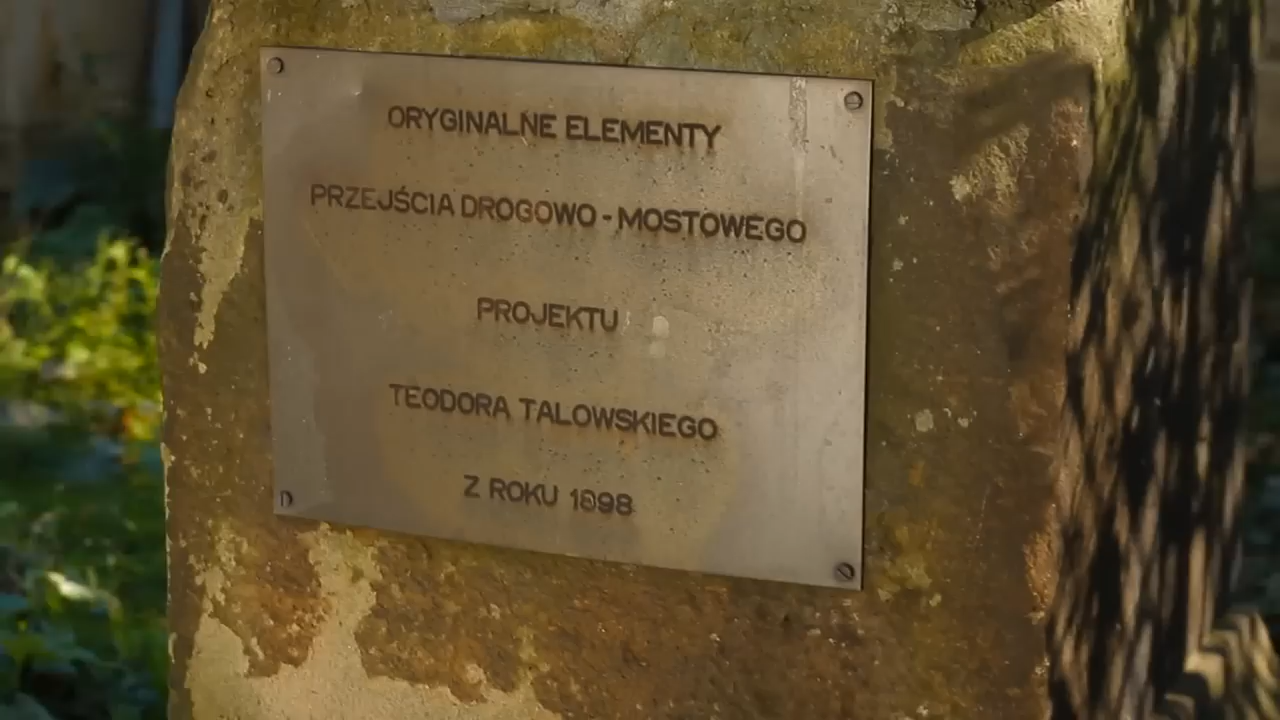 ORYGINALNE ELEMENTY
PRZEJŚCIA DROGOWO - MOSTOWEGO
PROJEKTU
TEODORA TALOWSKIEGO
Z ROKU 1898